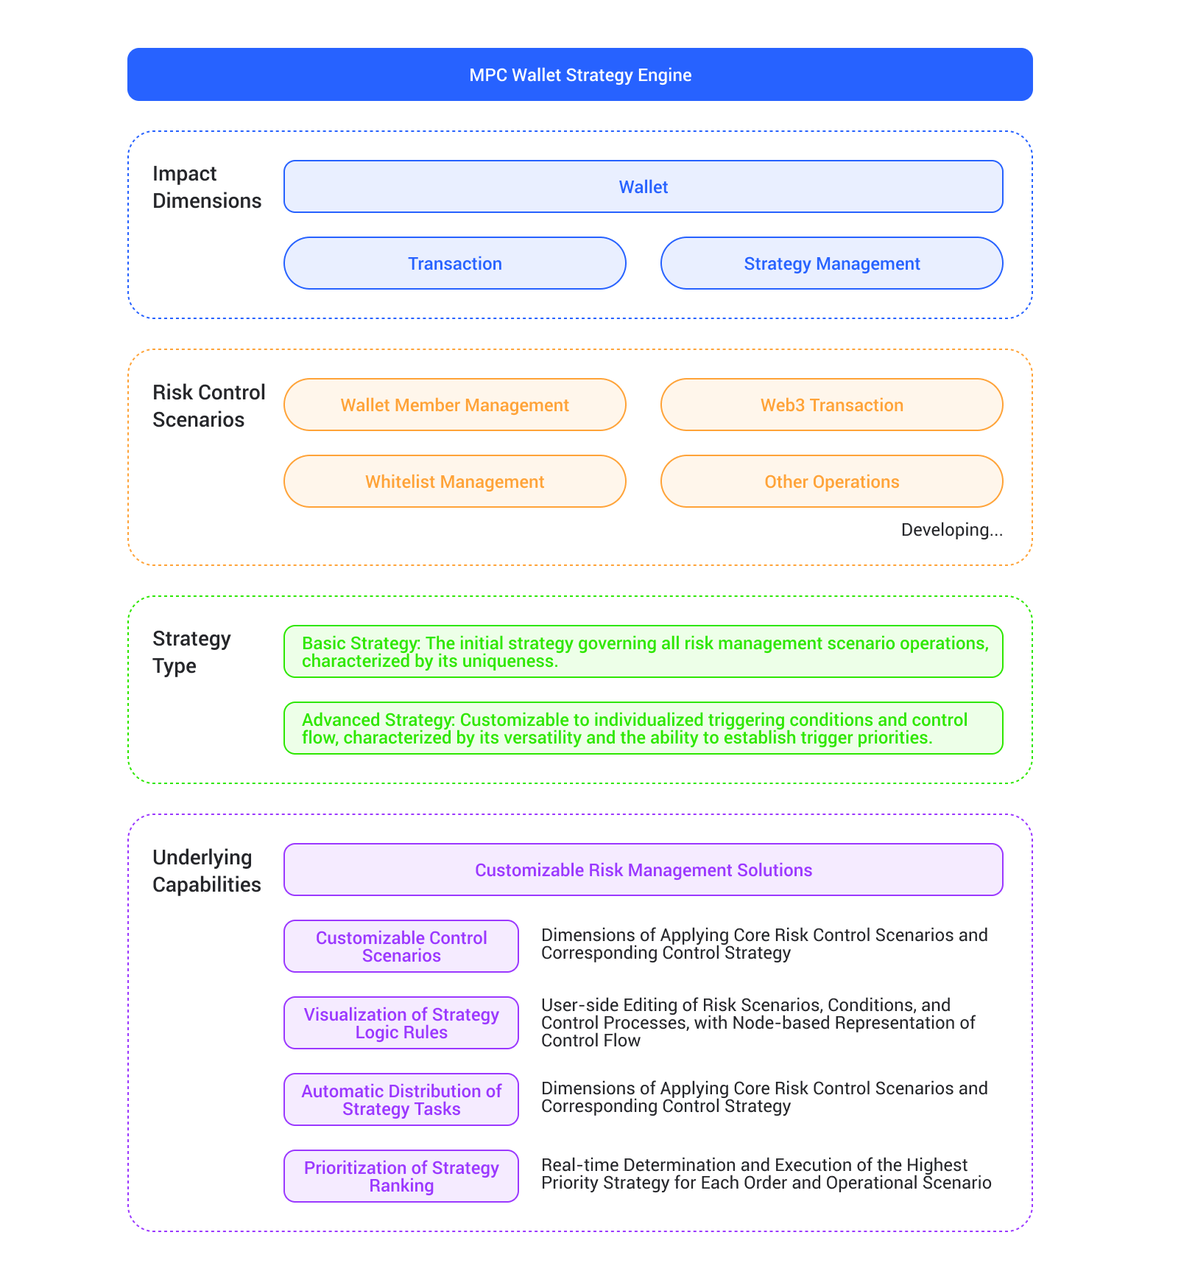 MPC Wallet Strategy Engine
Impact
Dimensions
Wallet
Transaction
Strategy Management
Risk Control
Scenarios
Wallet Member Management
Web3 Transaction
Whitelist Management
Other Operations
Developing...
Strategy
Type
Basic Strategy: The initial strategy governing all risk management scenario operations,
characterized by its uniqueness.
Advanced Strategy: Customizable to individualized triggering conditions and control
flow, characterized by its versatility and the ability to establish trigger priorities.
Underlying
Capabilities
Customizable Risk Management Solutions
Customizable Control
Scenarios
Dimensions of Applying Core Risk Control Scenarios and
Corresponding Control Strategy
Visualization of Strategy
Logic Rules
User-side Editing of Risk Scenarios, Conditions, and
Control Processes, with Node-based Representation of
Control Flow
Automatic Distribution of
Strategy Tasks
Dimensions of Applying Core Risk Control Scenarios and
Corresponding Control Strategy
Prioritization of Strategy
Ranking
Real-time Determination and Execution of the Highest
Priority Strategy for Each Order and Operational Scenario